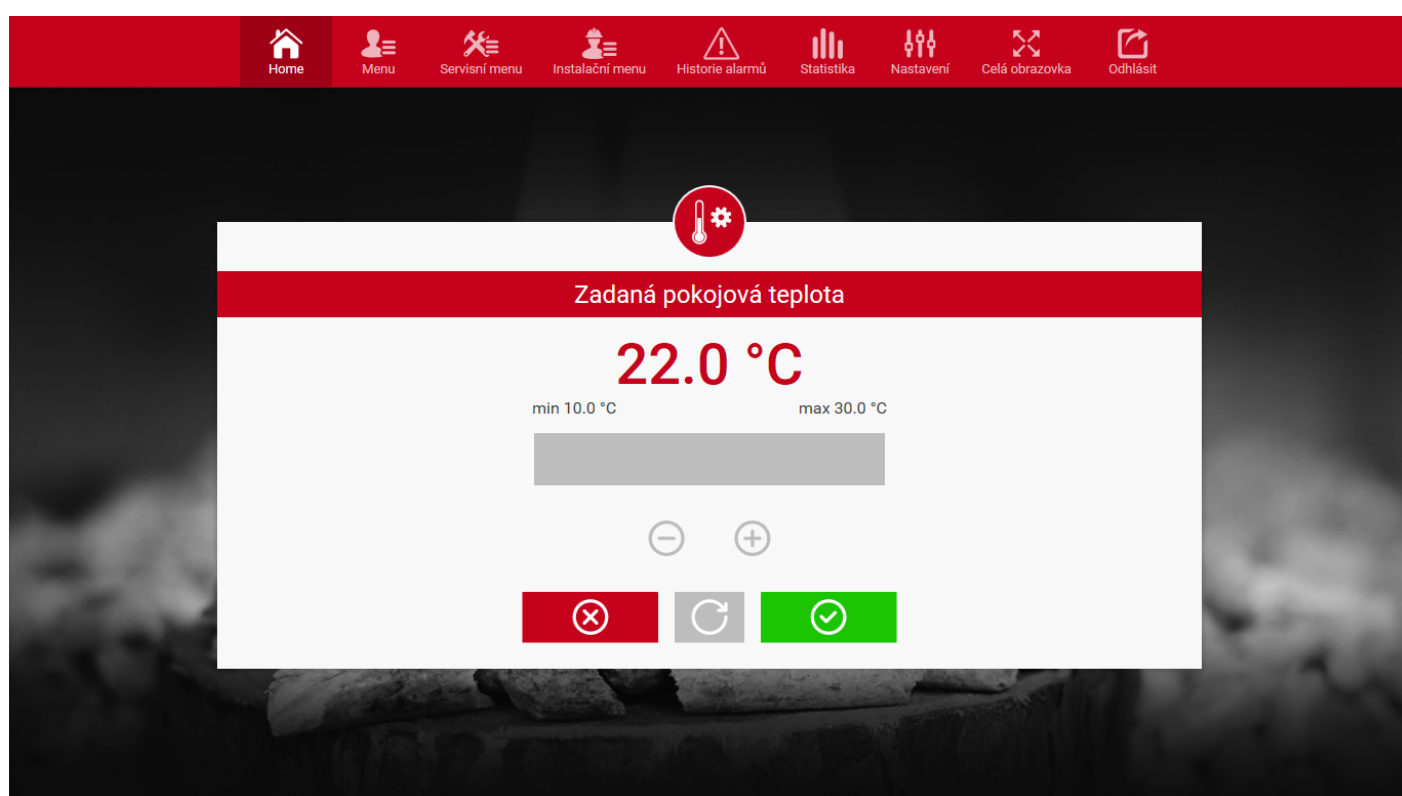 Home Menu Servisní menu Instalační menu Historie alarmů Statistika Nastavení Celá obrazovka Odhlásit
Zadaná pokojová teplota
22.0 °C
min 10.0 °C max 30.0 °C